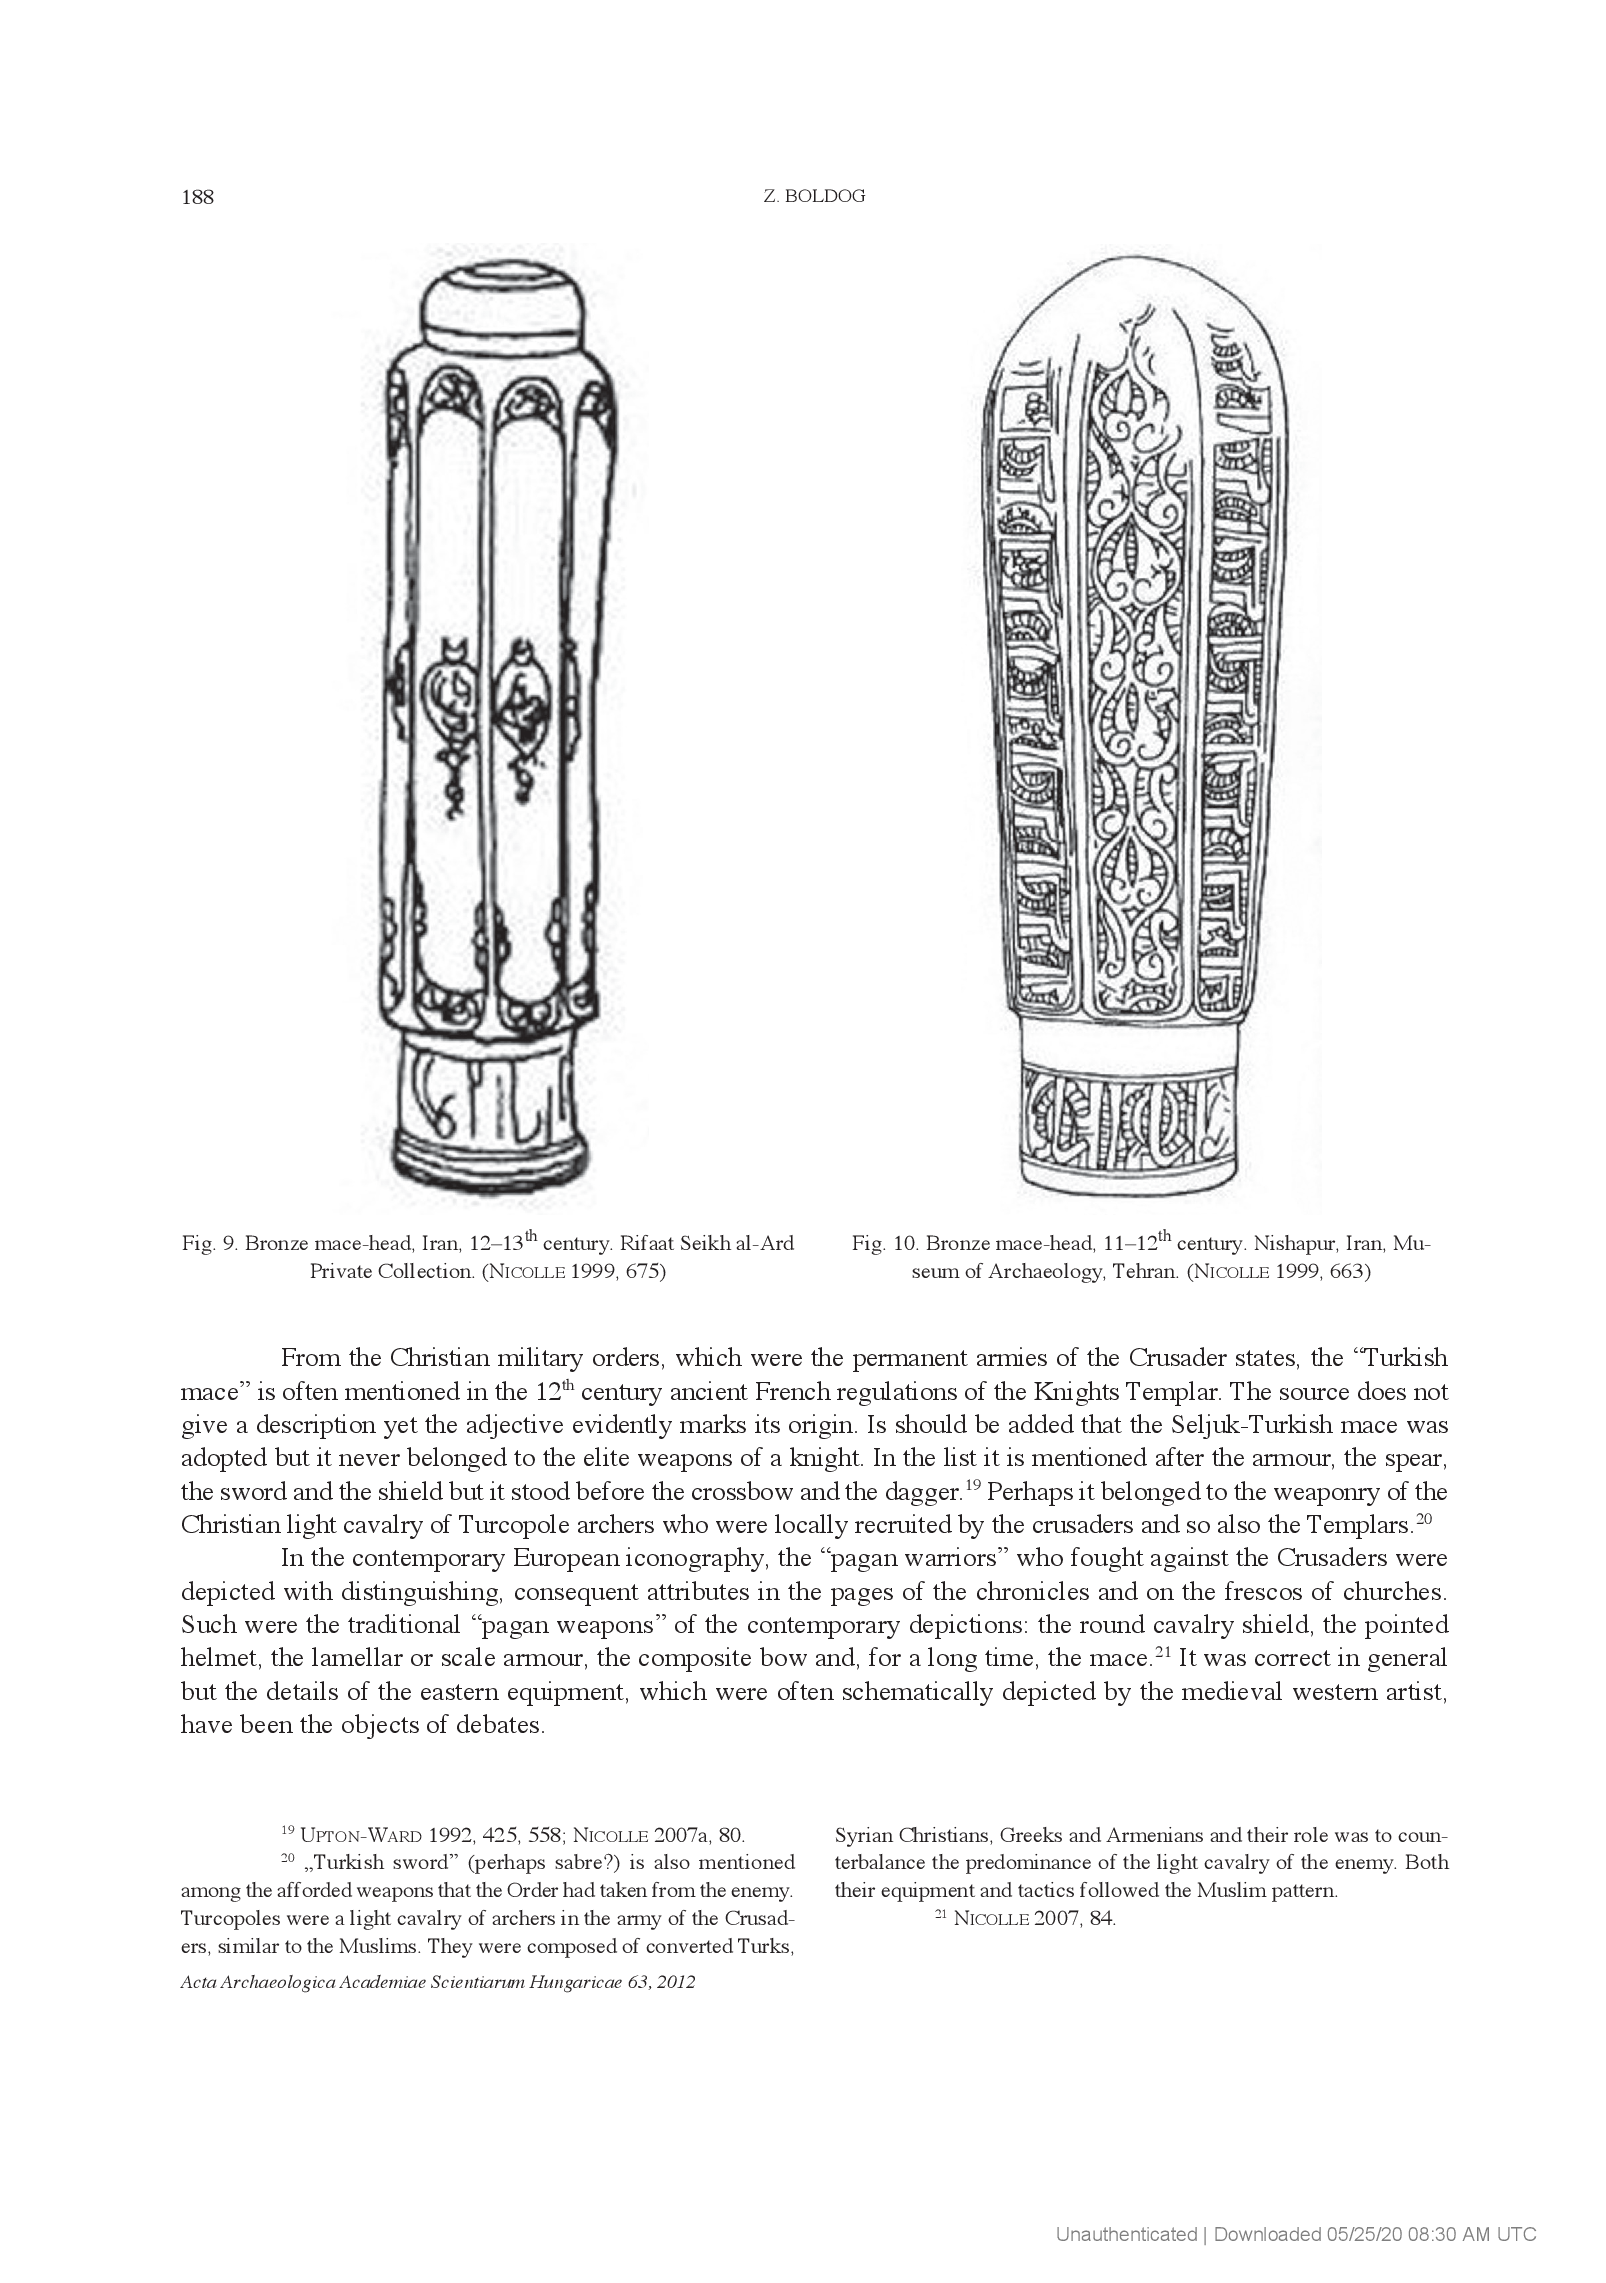 188
Z. BOLDOG
Fig. 9. Bronze mace-head, Iran, 12–13th century. Rifaat Seikh al-Ard
Private Collection. (NICOLLE 1999, 675)
Fig. 10. Bronze mace-head, 11–12th century. Nishapur, Iran, Mu-
seum of Archaeology, Tehran. (NICOLLE 1999, 663)
From the Christian military orders, which were the permanent armies of the Crusader states, the “Turkish
mace” is often mentioned in the 12th century ancient French regulations of the Knights Templar. The source does not
give a description yet the adjective evidently marks its origin. Is should be added that the Seljuk-Turkish mace was
adopted but it never belonged to the elite weapons of a knight. In the list it is mentioned after the armour, the spear,
the sword and the shield but it stood before the crossbow and the dagger.19 Perhaps it belonged to the weaponry of the
Christian light cavalry of Turcopole archers who were locally recruited by the crusaders and so also the Templars.20
In the contemporary European iconography, the “pagan warriors” who fought against the Crusaders were
depicted with distinguishing, consequent attributes in the pages of the chronicles and on the frescos of churches.
Such were the traditional “pagan weapons” of the contemporary depictions: the round cavalry shield, the pointed
helmet, the lamellar or scale armour, the composite bow and, for a long time, the mace.21 It was correct in general
but the details of the eastern equipment, which were often schematically depicted by the medieval western artist,
have been the objects of debates.
19 UPTON-WARD 1992, 425, 558; NICOLLE 2007a, 80.
20 „Turkish sword” (perhaps sabre?) is also mentioned
among the afforded weapons that the Order had taken from the enemy.
Turcopoles were a light cavalry of archers in the army of the Crusad-
ers, similar to the Muslims. They were composed of converted Turks,
Syrian Christians, Greeks and Armenians and their role was to coun-
terbalance the predominance of the light cavalry of the enemy. Both
their equipment and tactics followed the Muslim pattern.
21 NICOLLE 2007, 84.
Acta Archaeologica Academiae Scientiarum Hungaricae 63, 2012
Unauthenticated | Downloaded 05/25/20 08:30 AM UTC